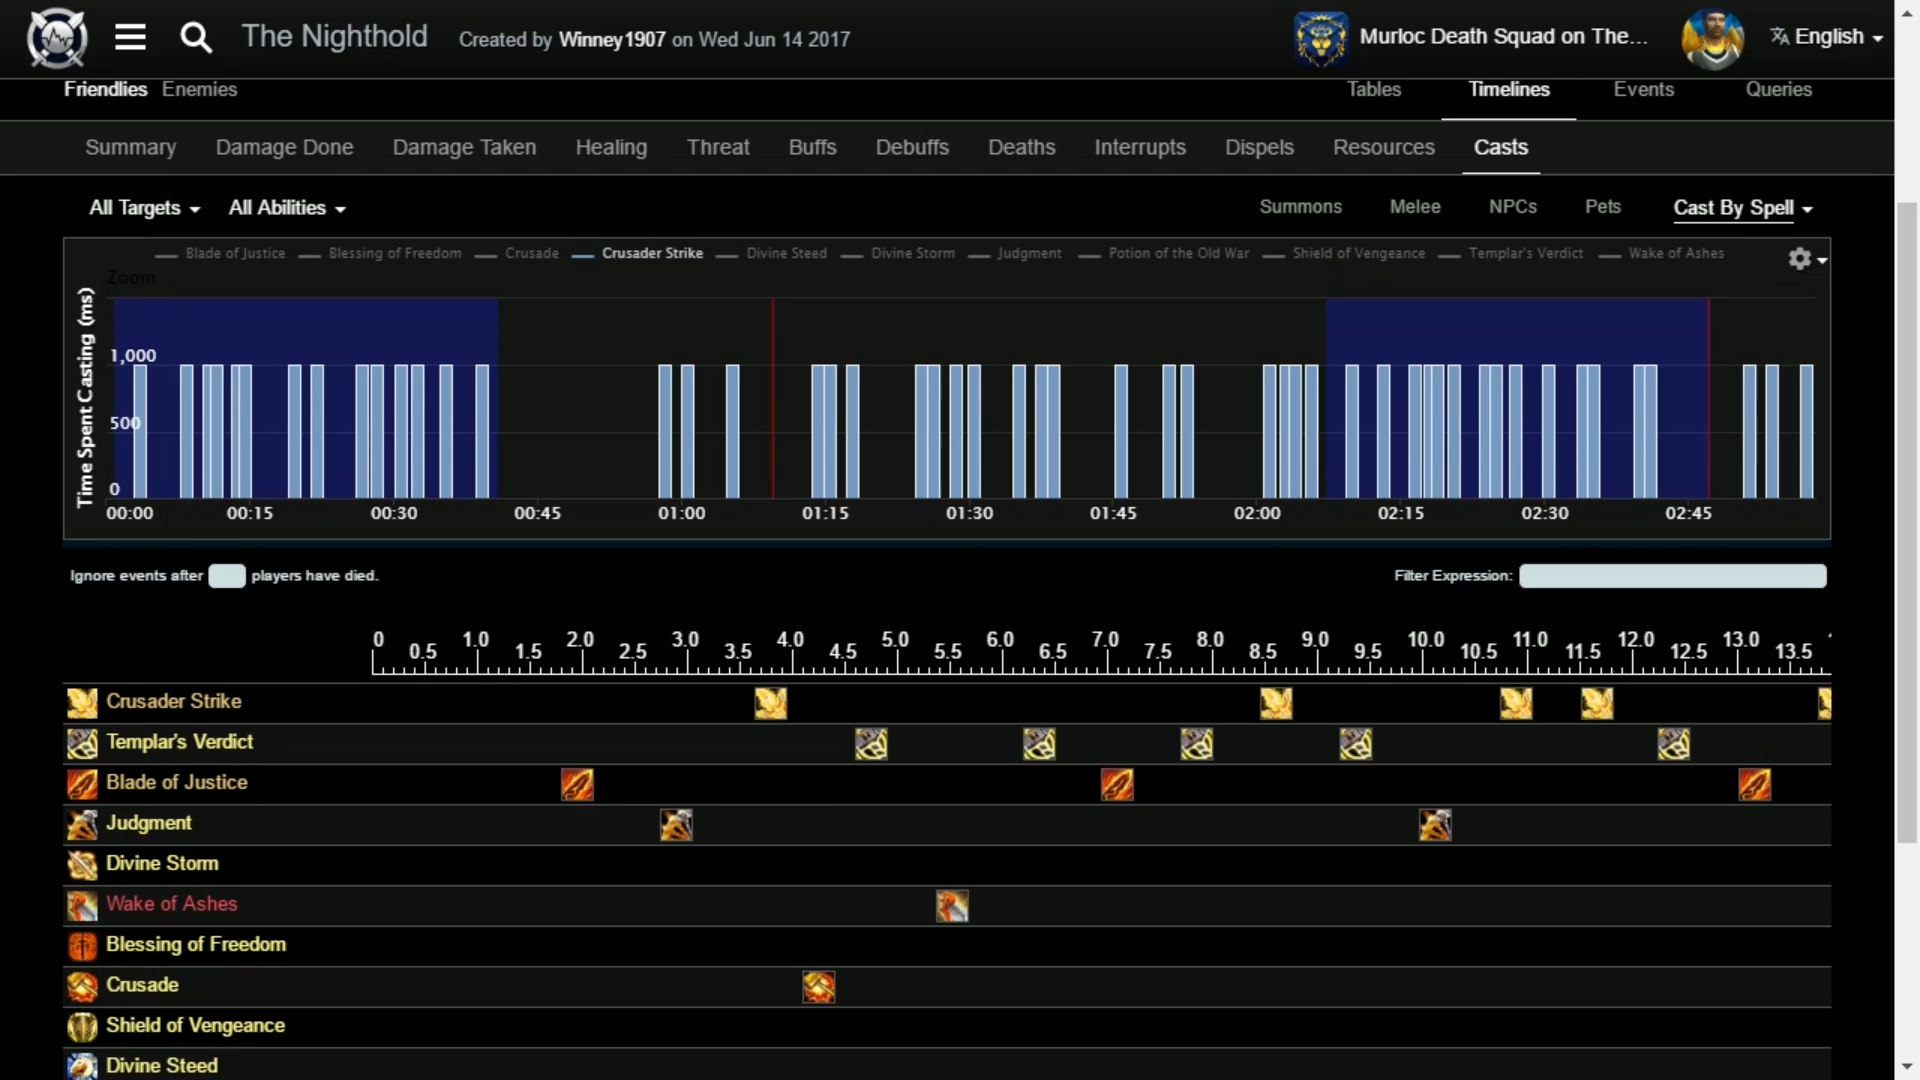 The Nighthold Created by Winney1907 on Wed Jun 14 2017 Murloc Death Squad on The... English
Friendlies Enemies Tables Timelines Events Queries
Summary Damage Done Damage Taken Healing Threat Buffs Debuffs Deaths Interrupts Dispels Resources Casts
All Targets All Abilities Summons Melee NPCs Pets Cast By Spell
Blade of Justice Blessing of Freedom Crusade Crusader Strike Divine Steed Divine Storm Judgment Potion of the Old War Shield of Vengeance Templar's Verdict Wake of Ashes
Zoom
Time Spent Casting (ms)
1,000
500
0
00:00 00:15 00:30 00:45 01:00 01:15 01:30 01:45 02:00 02:15 02:30 02:45
Ignore events after players have died. Filter Expression:
0 0.5 1.0 1.5 2.0 2.5 3.0 3.5 4.0 4.5 5.0 5.5 6.0 6.5 7.0 7.5 8.0 8.5 9.0 9.5 10.0 10.5 11.0 11.5 12.0 12.5 13.0 13.5
Crusader Strike
Templar's Verdict
Blade of Justice
Judgment
Divine Storm
Wake of Ashes
Blessing of Freedom
Crusade
Shield of Vengeance
Divine Steed